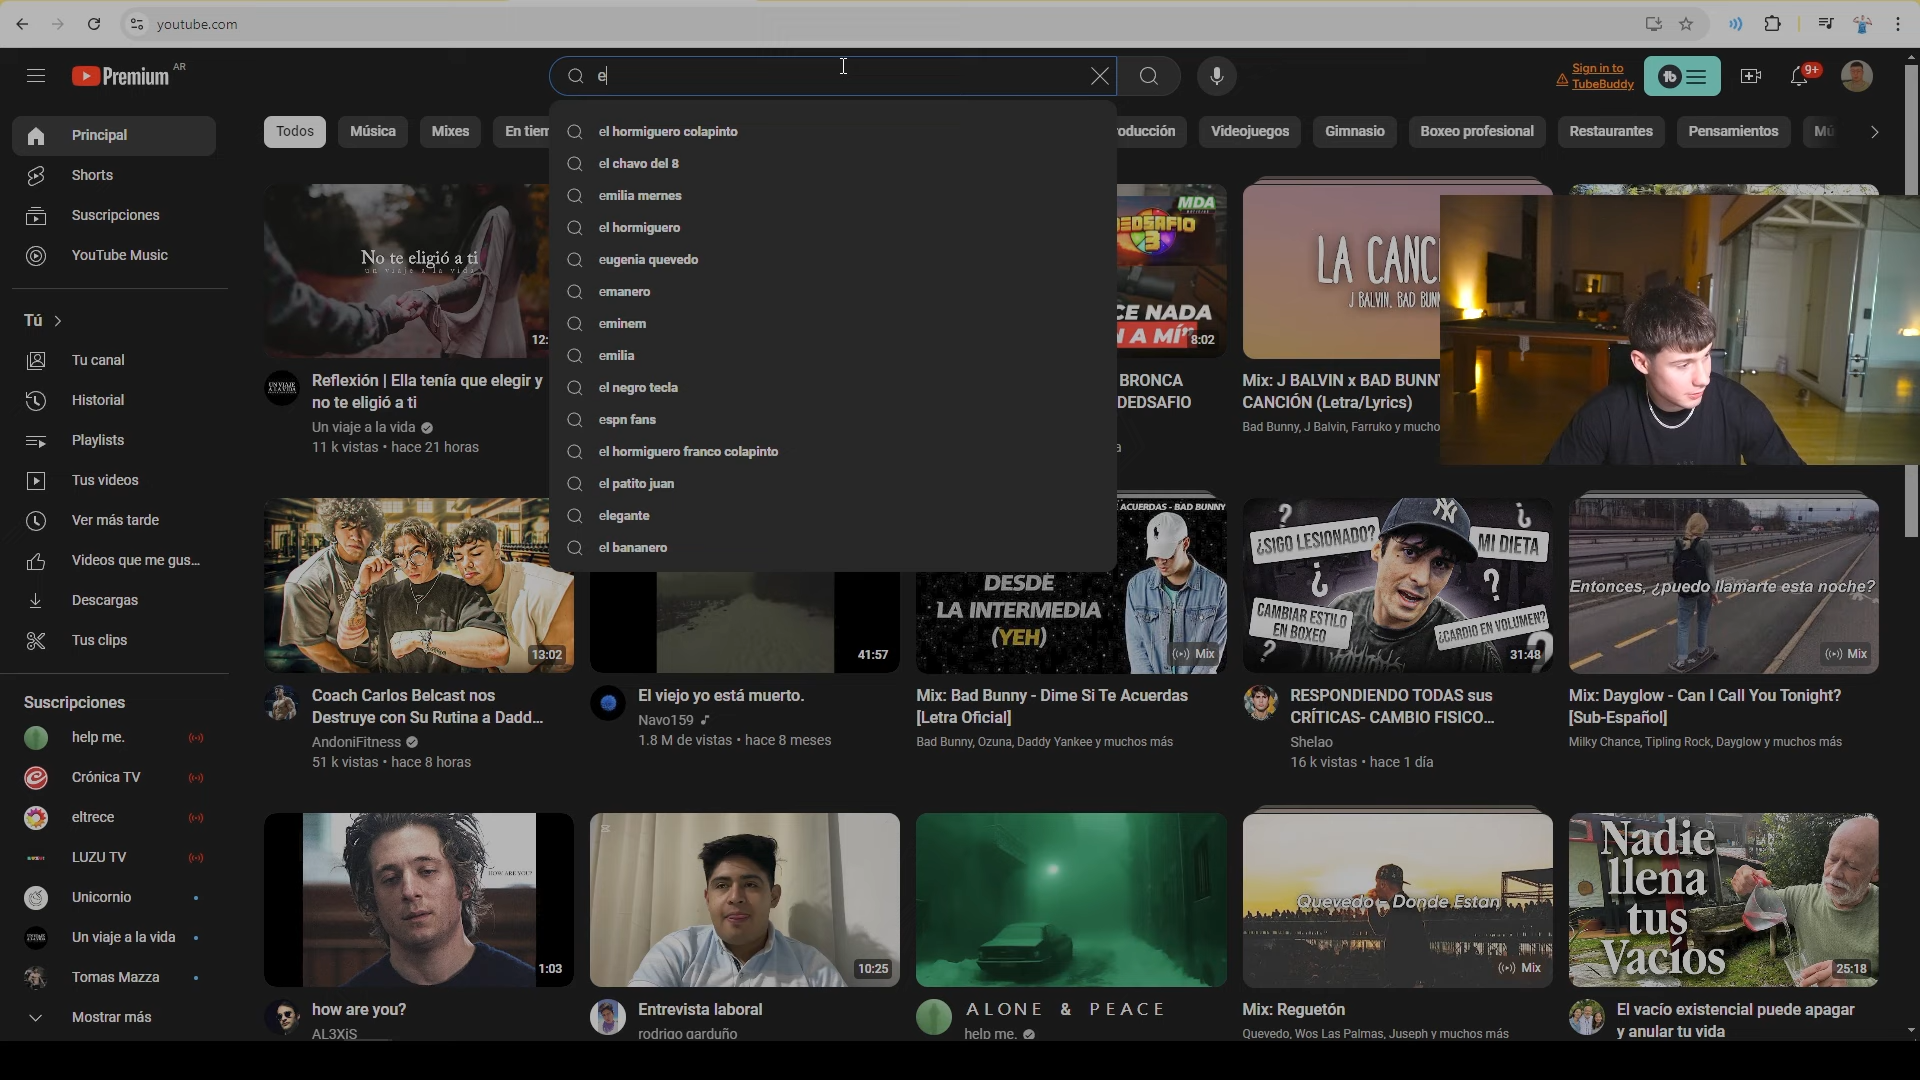 youtube.com
Premium
AR
e
Sign in to
TubeBuddy
9+
Principal
Shorts
Suscripciones
YouTube Music
Tú
Tu canal
Historial
Playlists
Tus videos
Ver más tarde
Videos que me gus...
Descargas
Tus clips
Suscripciones
help me.
Crónica TV
eltrece
LUZU TV
Unicornio
Un viaje a la vida
Tomas Mazza
Mostrar más
Todos
Música
Mixes
En tiem
oducción
Videojuegos
Gimnasio
Boxeo profesional
Restaurantes
Pensamientos
Mú
el hormiguero colapinto
el chavo del 8
emilia mernes
el hormiguero
eugenia quevedo
emanero
eminem
emilia
el negro tecla
espn fans
el hormiguero franco colapinto
el patito juan
elegante
el bananero
No te eligió a ti
un viaje a la vida
12:
Reflexión | Ella tenía que elegir y
no te eligió a ti
Un viaje a la vida
11 k vistas • hace 21 horas
MDA
DEDSAFIO
3
CE NADA
N A MÍ"
8:02
BRONCA
DEDSAFIO
a
LA CANC
J BALVIN, BAD BUNN
Mix: J BALVIN x BAD BUNNY
CANCIÓN (Letra/Lyrics)
Bad Bunny, J Balvin, Farruko y mucho
13:02
Coach Carlos Belcast nos
Destruye con Su Rutina a Dadd...
AndoniFitness
51 k vistas • hace 8 horas
41:57
El viejo yo está muerto.
Navo159
1.8 M de vistas • hace 8 meses
ACUERDAS - BAD BUNNY
DESDE
LA INTERMEDIA
(YEH)
Mix
Mix: Bad Bunny - Dime Si Te Acuerdas
[Letra Oficial]
Bad Bunny, Ozuna, Daddy Yankee y muchos más
¿SIGO LESIONADO?
MI DIETA
CAMBIAR ESTILO
EN BOXEO
¿CARDIO EN VOLUMEN?
31:48
RESPONDIENDO TODAS sus
CRÍTICAS- CAMBIO FISICO...
Shelao
16 k vistas • hace 1 día
Entonces, ¿puedo llamarte esta noche?
Mix
Mix: Dayglow - Can I Call You Tonight?
[Sub-Español]
Milky Chance, Tipling Rock, Dayglow y muchos más
HOW ARE YOU?
1:03
how are you?
AL3XiS
10:25
Entrevista laboral
rodrigo garduño
ALONE & PEACE
help me.
Quevedo - Donde Estan
Mix
Mix: Reguetón
Quevedo, Wos Las Palmas, Juseph y muchos más
Nadie
llena
tus
Vacíos
25:18
El vacío existencial puede apagar
y anular tu vida